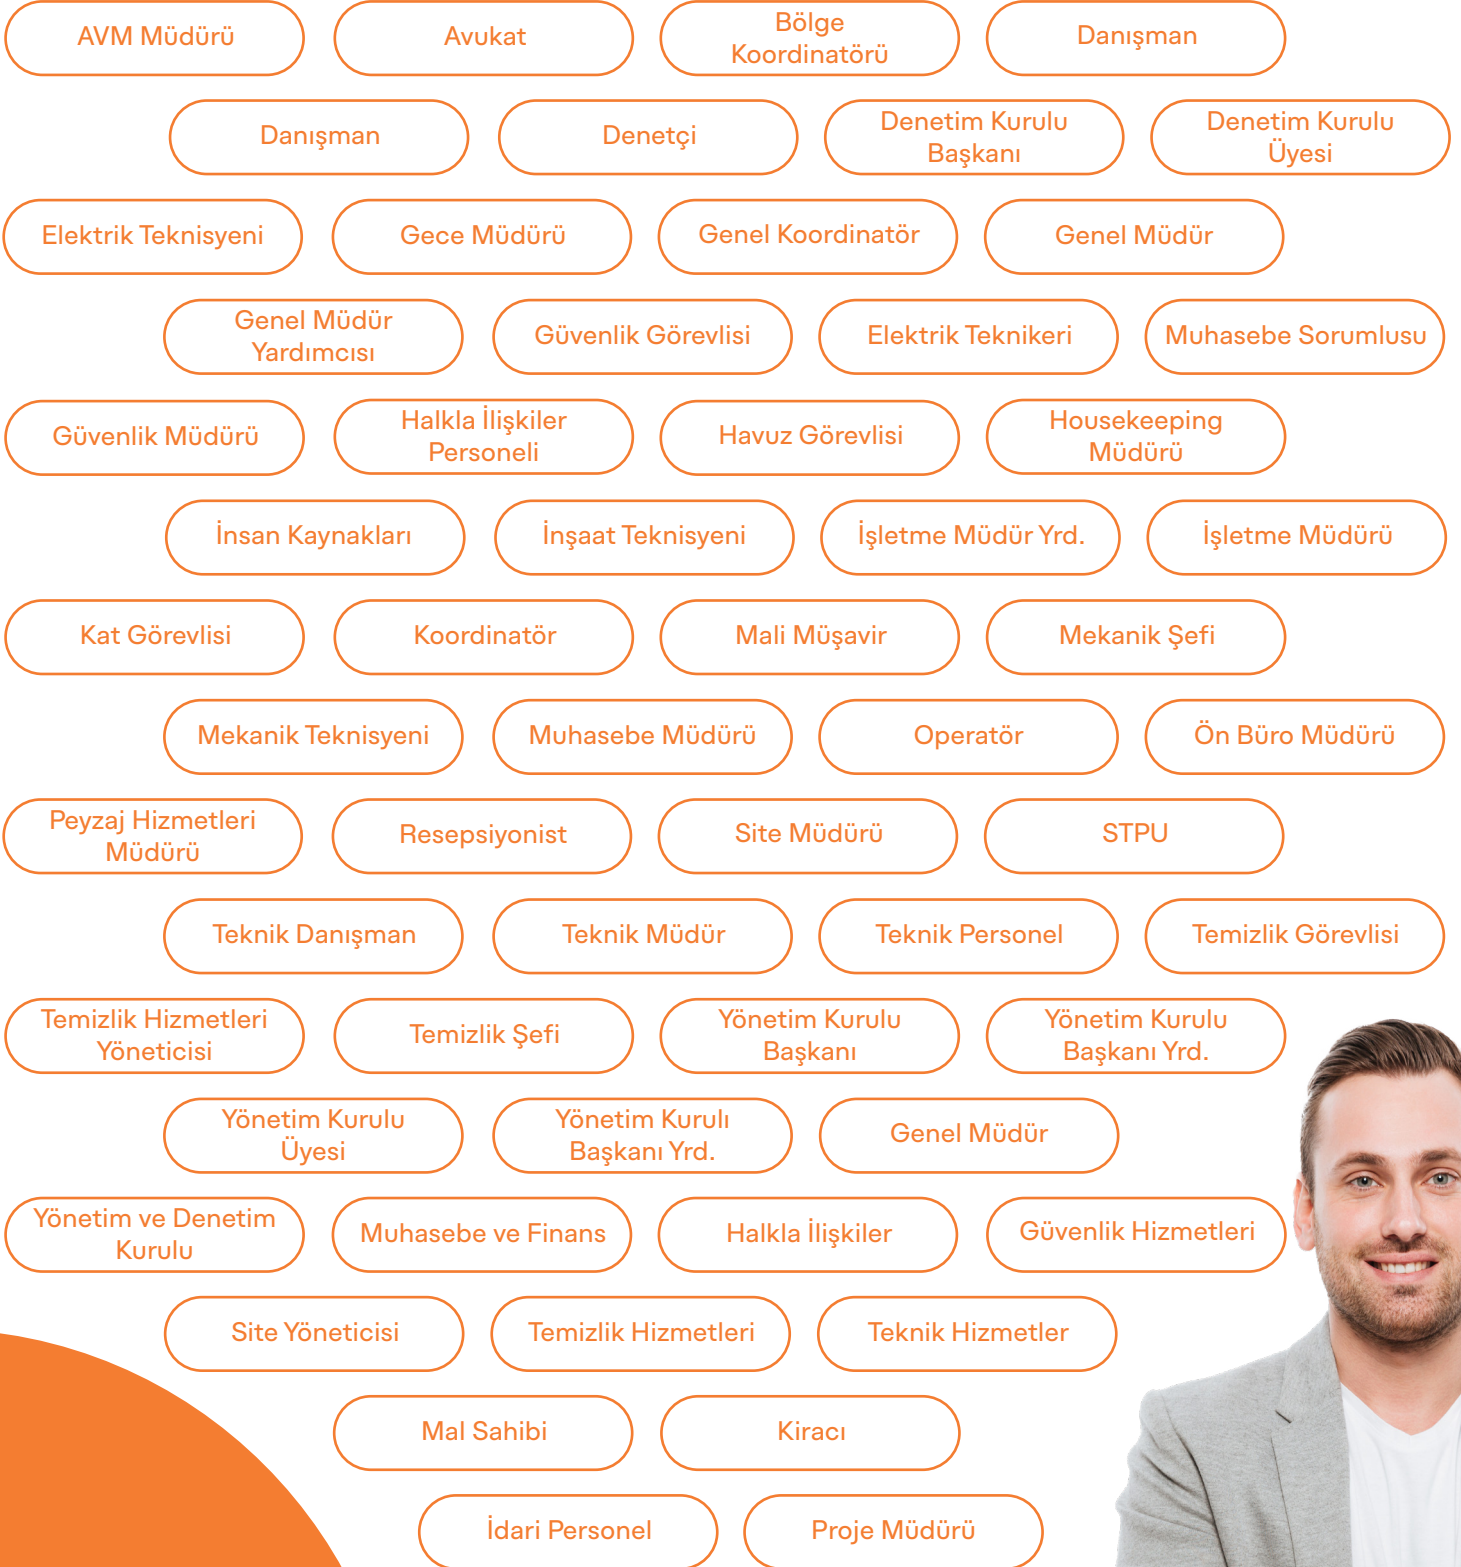 AVM Müdürü
Avukat
Bölge
Koordinatörü
Danışman
Danışman
Denetçi
Denetim Kurulu
Başkanı
Denetim Kurulu
Üyesi
Elektrik Teknisyeni
Gece Müdürü
Genel Koordinatör
Genel Müdür
Genel Müdür
Yardımcısı
Güvenlik Görevlisi
Elektrik Teknikeri
Muhasebe Sorumlusu
Güvenlik Müdürü
Halkla İlişkiler
Personeli
Havuz Görevlisi
Housekeeping
Müdürü
İnsan Kaynakları
İnşaat Teknisyeni
İşletme Müdür Yrd.
İşletme Müdürü
Kat Görevlisi
Koordinatör
Mali Müşavir
Mekanik Şefi
Mekanik Teknisyeni
Muhasebe Müdürü
Operatör
Ön Büro Müdürü
Peyzaj Hizmetleri
Müdürü
Resepsiyonist
Site Müdürü
STPU
Teknik Danışman
Teknik Müdür
Teknik Personel
Temizlik Görevlisi
Temizlik Hizmetleri
Yöneticisi
Temizlik Şefi
Yönetim Kurulu
Başkanı
Yönetim Kurulu
Başkanı Yrd.
Yönetim Kurulu
Üyesi
Yönetim Kurulı
Başkanı Yrd.
Genel Müdür
Yönetim ve Denetim
Kurulu
Muhasebe ve Finans
Halkla İlişkiler
Güvenlik Hizmetleri
Site Yöneticisi
Temizlik Hizmetleri
Teknik Hizmetler
Mal Sahibi
Kiracı
İdari Personel
Proje Müdürü